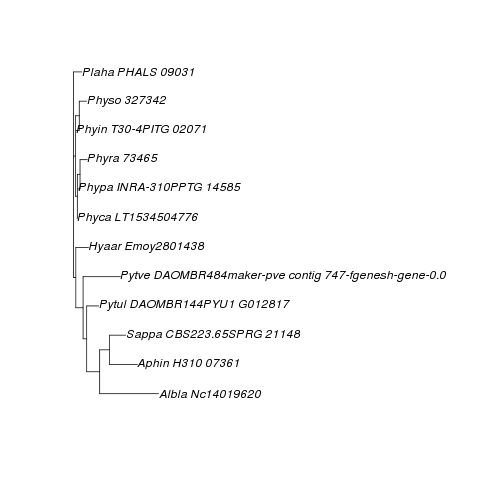 Plaha PHALS 09031
Physo 327342
Phyin T30-4PITG 02071
Phyra 73465
Phypa INRA-310PPTG 14585
Phyca LT1534504776
Hyaar Emoy2801438
Pytve DAOMBR484maker-pve contig 747-fgenesh-gene-0.0
Pytul DAOMBR144PYU1 G012817
Sappa CBS223.65SPRG 21148
Aphin H310 07361
Albla Nc14019620